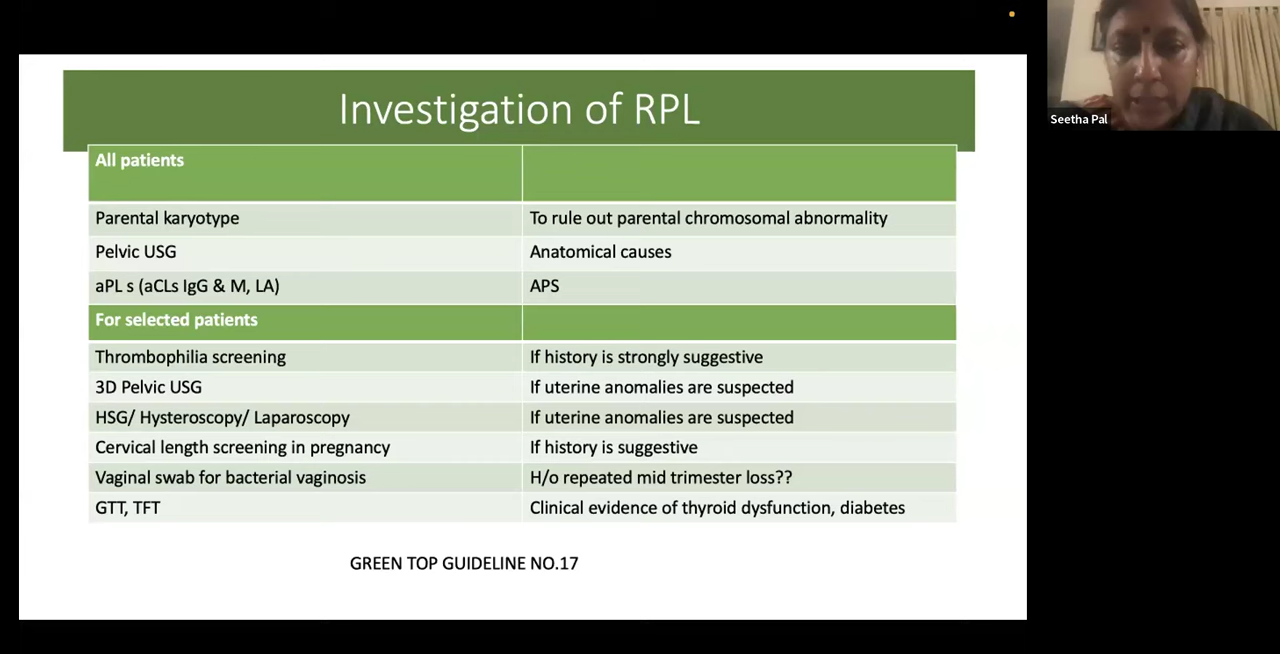 Investigation of RPL
All patients
Parental karyotype To rule out parental chromosomal abnormality
Pelvic USG Anatomical causes
aPL s (aCLs IgG & M, LA) APS
For selected patients
Thrombophilia screening If history is strongly suggestive
3D Pelvic USG If uterine anomalies are suspected
HSG/ Hysteroscopy/ Laparoscopy If uterine anomalies are suspected
Cervical length screening in pregnancy If history is suggestive
Vaginal swab for bacterial vaginosis H/o repeated mid trimester loss??
GTT, TFT Clinical evidence of thyroid dysfunction, diabetes
GREEN TOP GUIDELINE NO.17
Seetha Pal